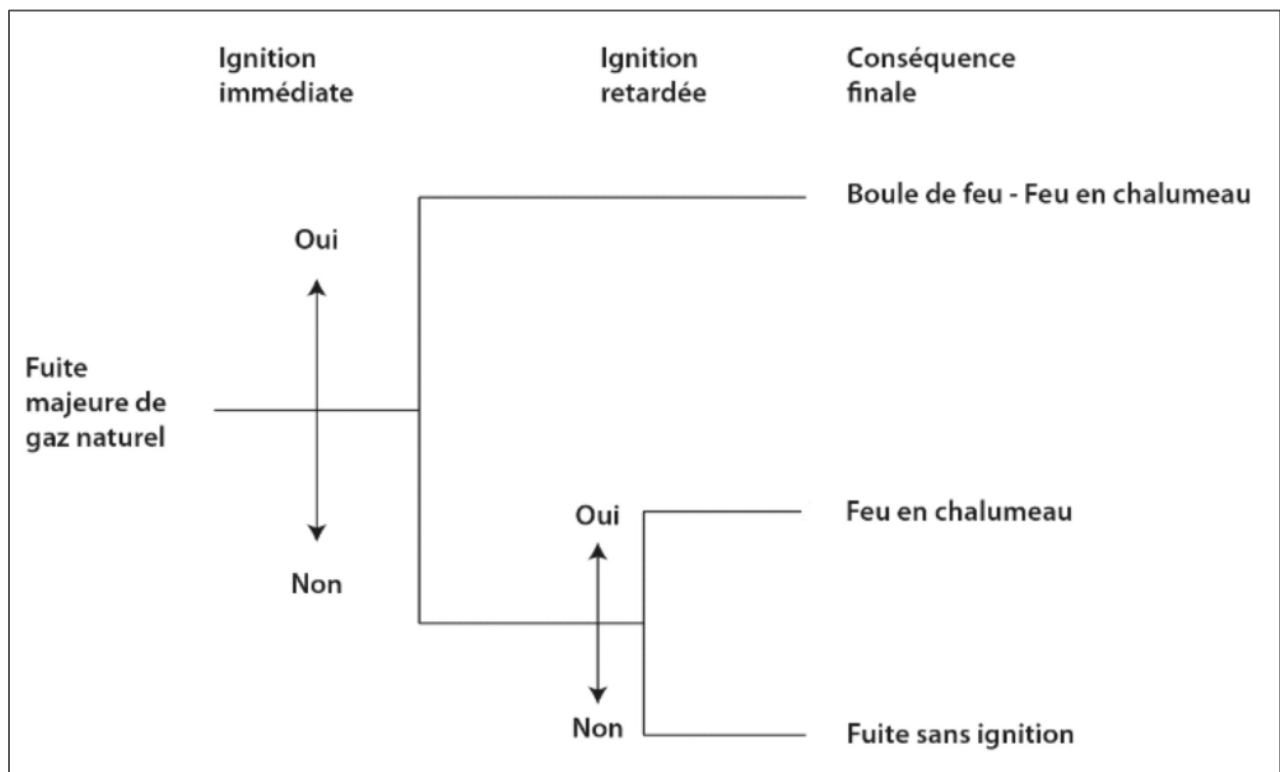 Ignition
immédiate
Ignition
retardée
Conséquence
finale
Boule de feu - Feu en chalumeau
Oui
Fuite
majeure de
gaz naturel
Non
Oui
Feu en chalumeau
Non
Fuite sans ignition